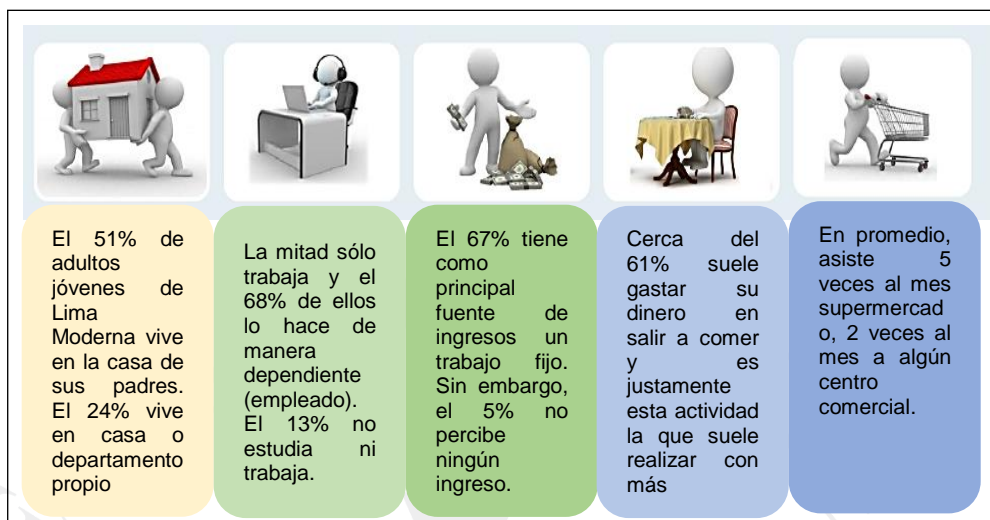 El 51% de
adultos
jóvenes de
Lima
Moderna vive
en la casa de
sus padres.
El 24% vive
en casa o
departamento
propio
La mitad sólo
trabaja y el
68% de ellos
lo hace de
manera
dependiente
(empleado).
El 13% no
estudia ni
trabaja.
El 67% tiene
como
principal
fuente de
ingresos un
trabajo fijo.
Sin embargo,
el 5% no
percibe
ningún
ingreso.
Cerca del
61% suele
gastar su
dinero en
salir a comer
y es
justamente
esta actividad
la que suele
realizar con
más
En promedio,
asiste 5
veces al mes
supermercad
o, 2 veces al
mes a algún
centro
comercial.